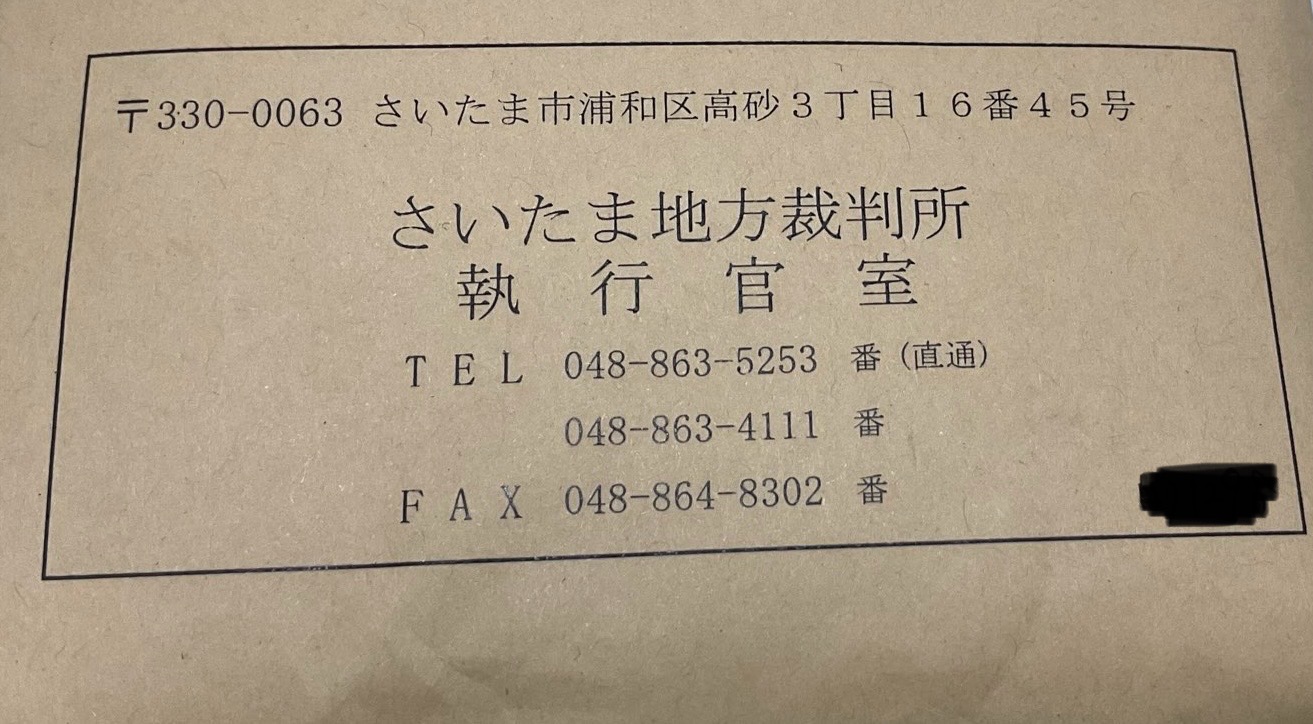 〒330-0063 さいたま市浦和区高砂３丁目１６番４５号
さいたま地方裁判所
執行官室
TEL 048-863-5253 番（直通）
048-863-4111 番
FAX 048-864-8302 番